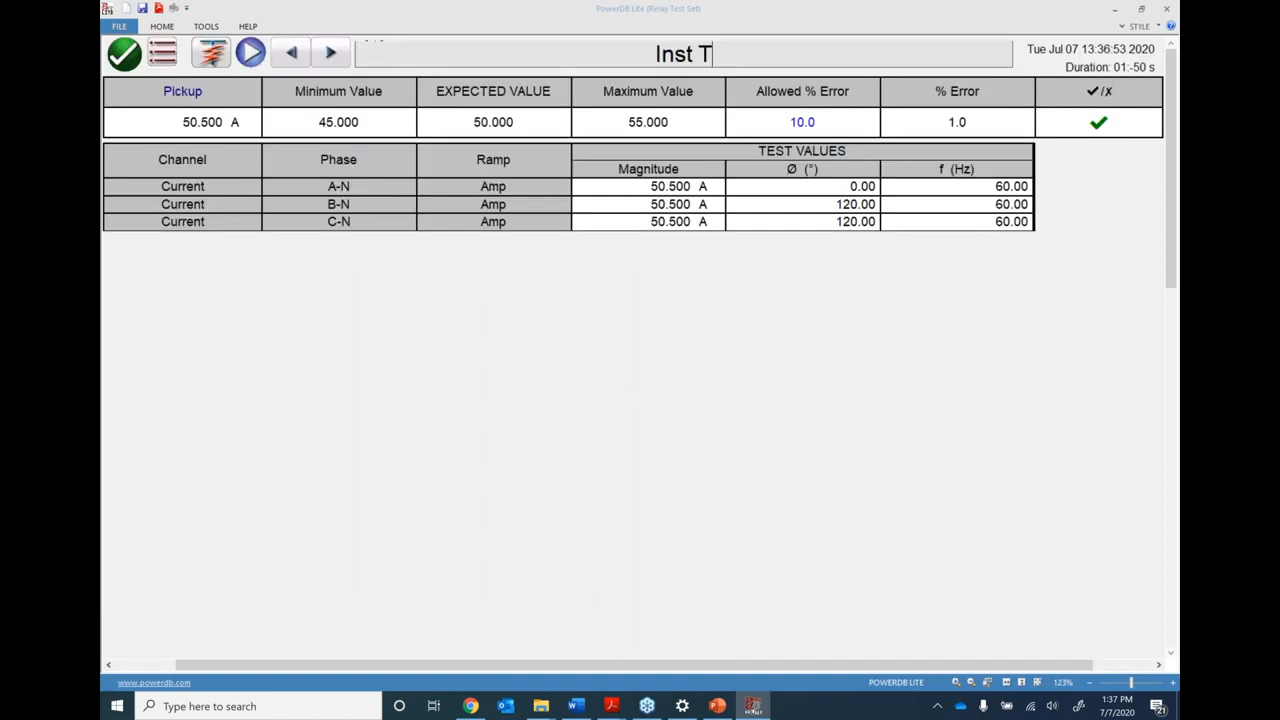 PowerDB Lite (Relay Test Set)
FILE HOME TOOLS HELP STYLE
Inst T
Tue Jul 07 13:36:53 2020
Duration: 01:-50 s
Pickup Minimum Value EXPECTED VALUE Maximum Value Allowed % Error % Error ✓/✗
50.500 A 45.000 50.000 55.000 10.0 1.0 ✓
Channel Phase Ramp TEST VALUES
Magnitude Ø (°) f (Hz)
Current A-N Amp 50.500 A 0.00 60.00
Current B-N Amp 50.500 A 120.00 60.00
Current C-N Amp 50.500 A 120.00 60.00
www.powerdb.com POWERDB LITE 123%
Type here to search
1:37 PM
7/7/2020
21